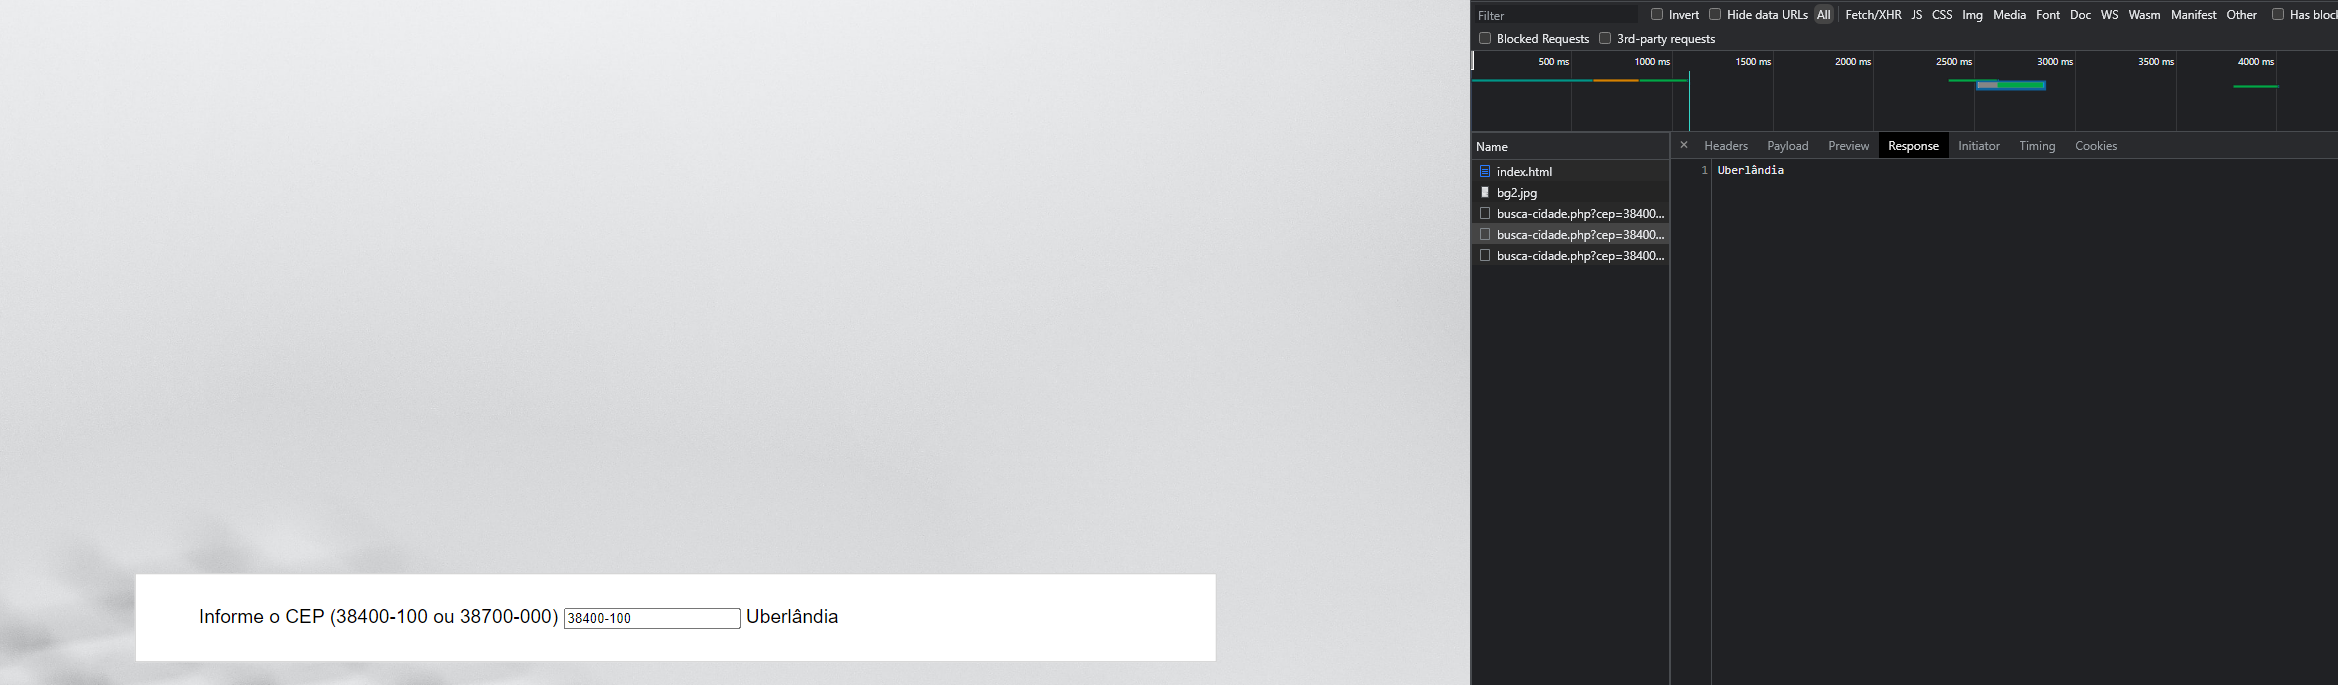 Filter Invert Hide data URLs All Fetch/XHR JS CSS Img Media Font Doc WS Wasm Manifest Other Has bloc
Blocked Requests 3rd-party requests
500 ms 1000 ms 1500 ms 2000 ms 2500 ms 3000 ms 3500 ms 4000 ms
Name
× Headers Payload Preview Response Initiator Timing Cookies
index.html
bg2.jpg
busca-cidade.php?cep=38400...
busca-cidade.php?cep=38400...
busca-cidade.php?cep=38400...
1 Uberlândia
Informe o CEP (38400-100 ou 38700-000) 38400-100 Uberlândia